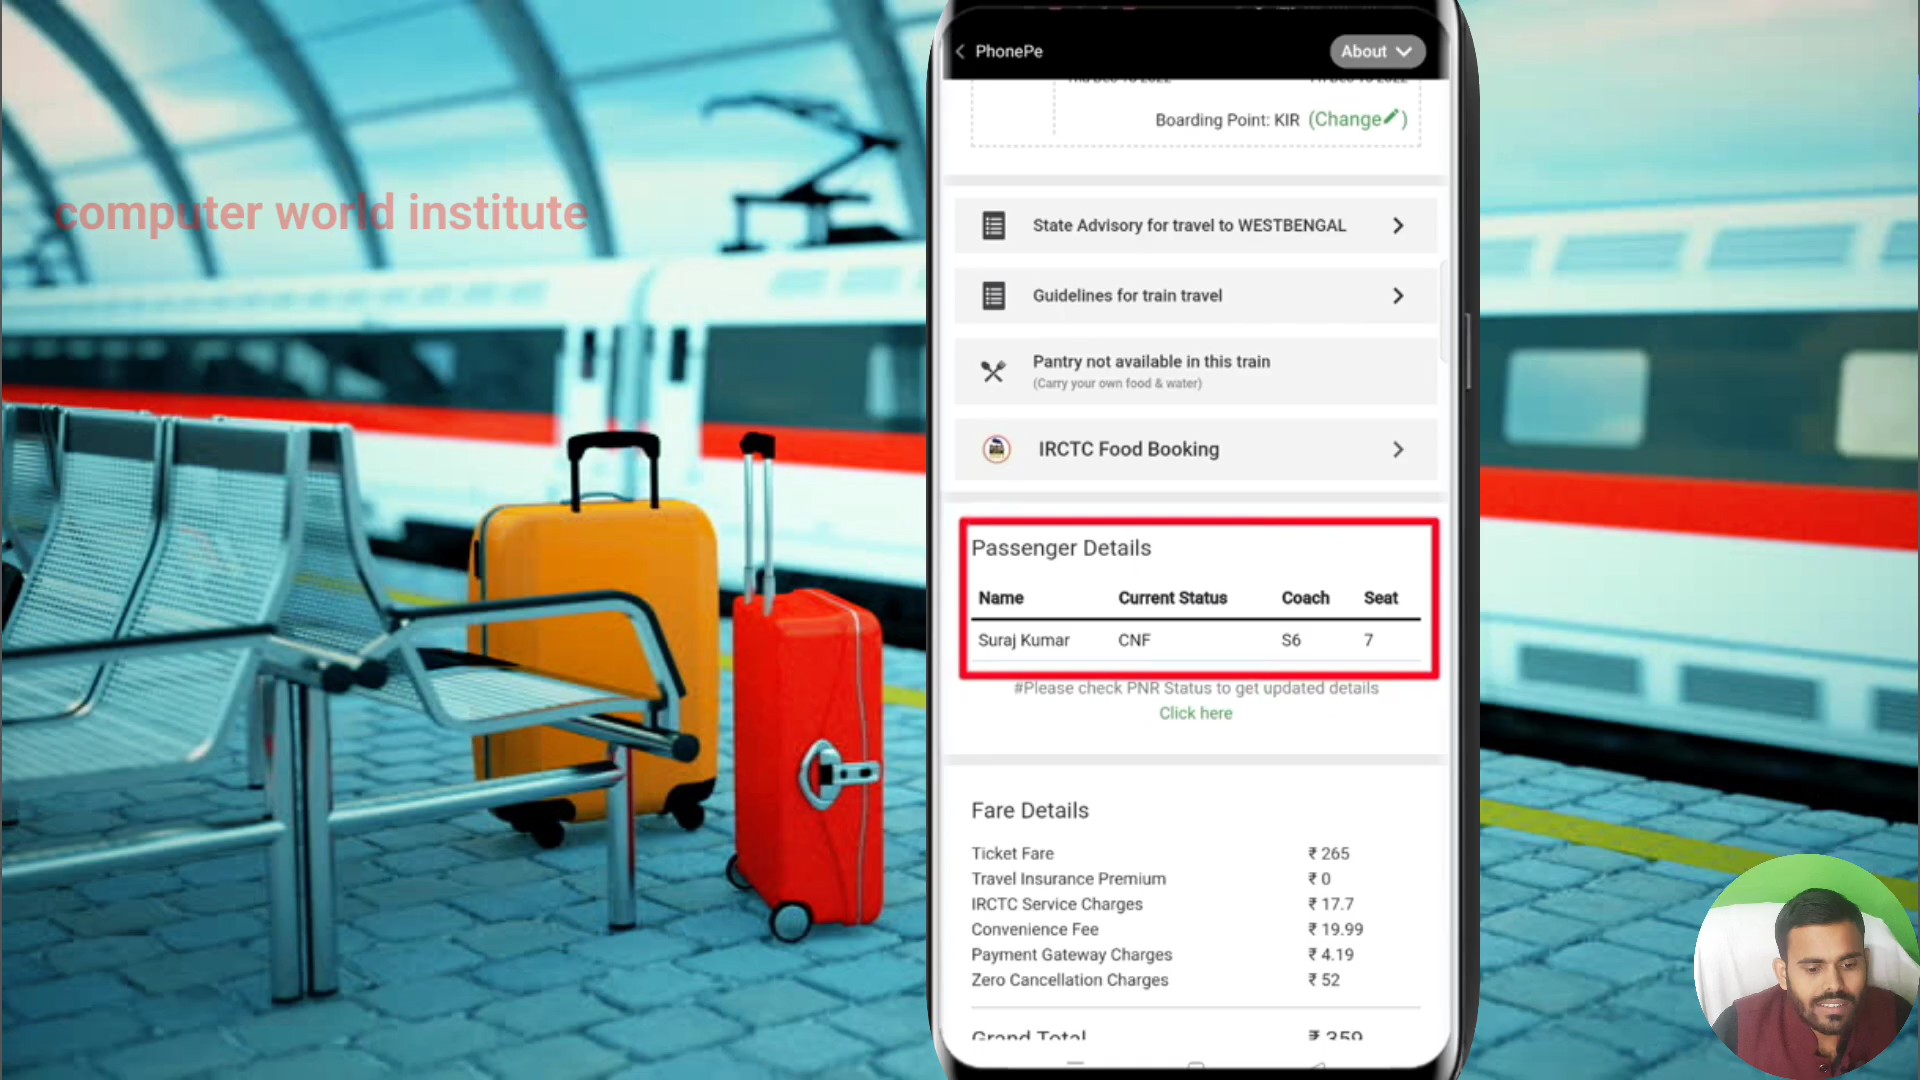 PhonePe
About
Boarding Point: KIR (Change)
computer world institute
State Advisory for travel to WESTBENGAL
Guidelines for train travel
Pantry not available in this train
(Carry your own food & water)
IRCTC Food Booking
Passenger Details
Name Current Status Coach Seat
Suraj Kumar CNF S6 7
#Please check PNR Status to get updated details
Click here
Fare Details
Ticket Fare ₹ 265
Travel Insurance Premium ₹ 0
IRCTC Service Charges ₹ 17.7
Convenience Fee ₹ 19.99
Payment Gateway Charges ₹ 4.19
Zero Cancellation Charges ₹ 52
Grand Total ₹ 359